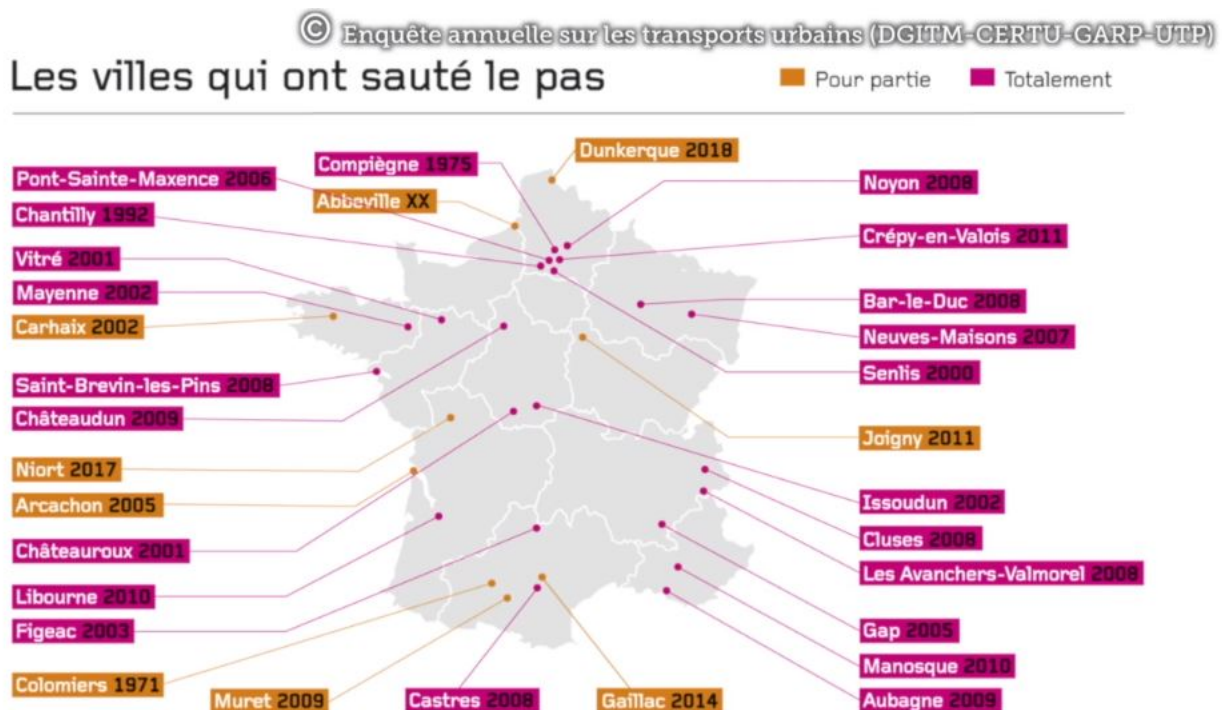 © Enquête annuelle sur les transports urbains (DGITM-CERTU-GARP-UTP)
Les villes qui ont sauté le pas
Pour partie
Totalement
Dunkerque 2018
Compiègne 1975
Pont-Sainte-Maxence 2006
Abbeville XX
Chantilly 1992
Vitré 2001
Mayenne 2002
Carhaix 2002
Saint-Brevin-les-Pins 2008
Châteaudun 2009
Niort 2017
Arcachon 2005
Châteauroux 2001
Libourne 2010
Figeac 2003
Colomiers 1971
Muret 2009
Castres 2008
Gaillac 2014
Noyon 2008
Crépy-en-Valois 2011
Bar-le-Duc 2008
Neuves-Maisons 2007
Senlis 2000
Joigny 2011
Issoudun 2002
Cluses 2008
Les Avanchers-Valmorel 2008
Gap 2005
Manosque 2010
Aubagne 2009